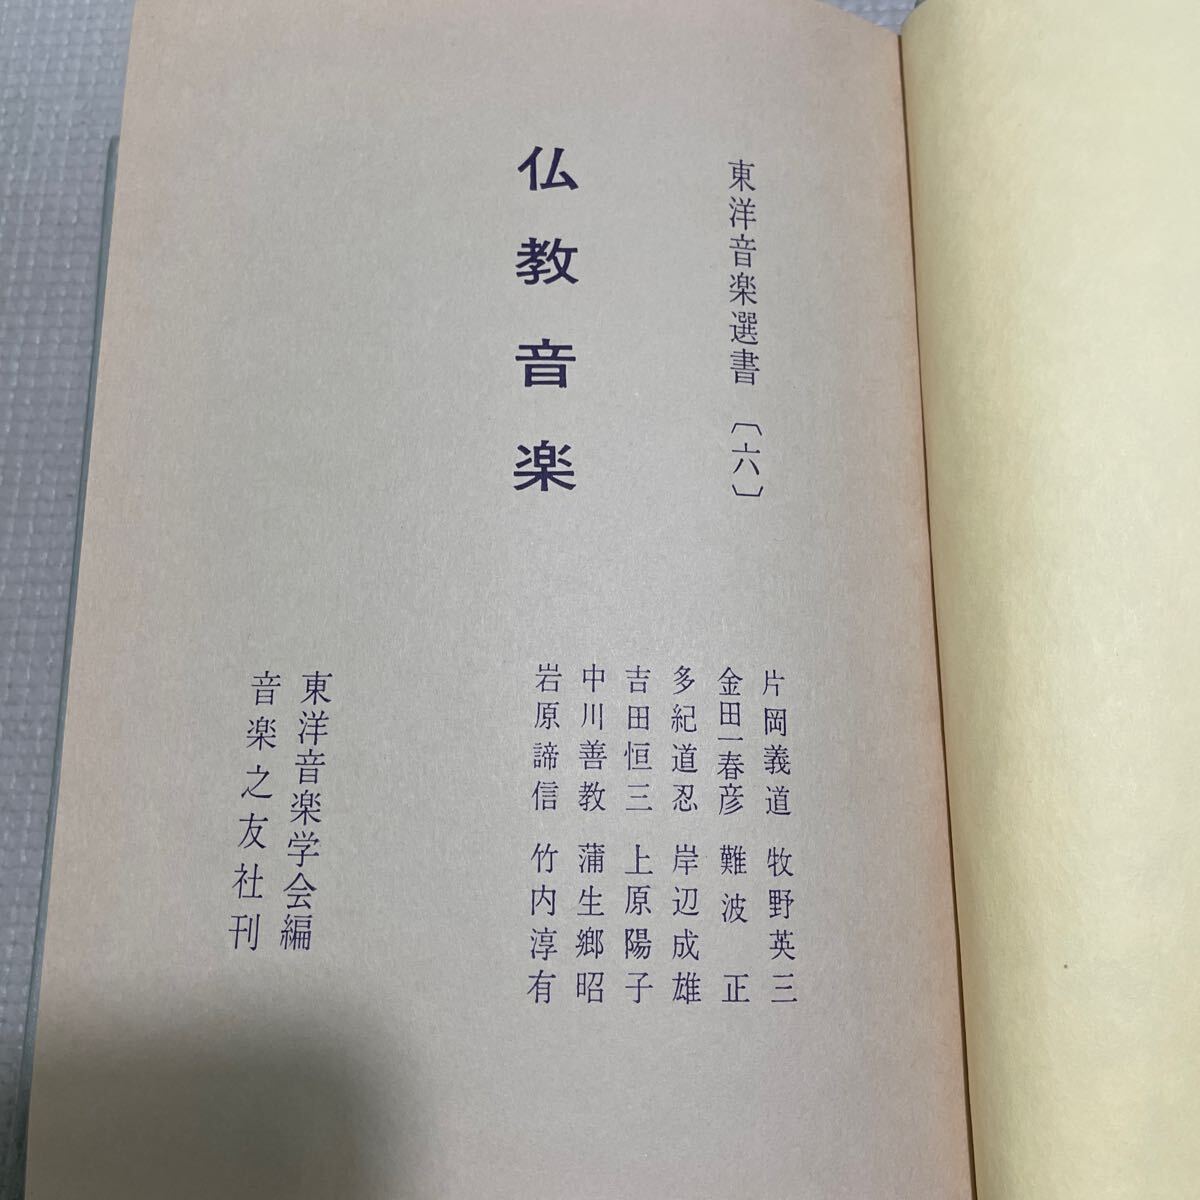 東洋音楽選書〔六〕
仏教音楽
片岡義道 牧野英三
金田一春彦 難波正
多紀道忍 岸辺成雄
吉田恒三 上原陽子
中川善教 蒲生郷昭
岩原諦信 竹内淳有
東洋音楽学会編
音楽之友社刊